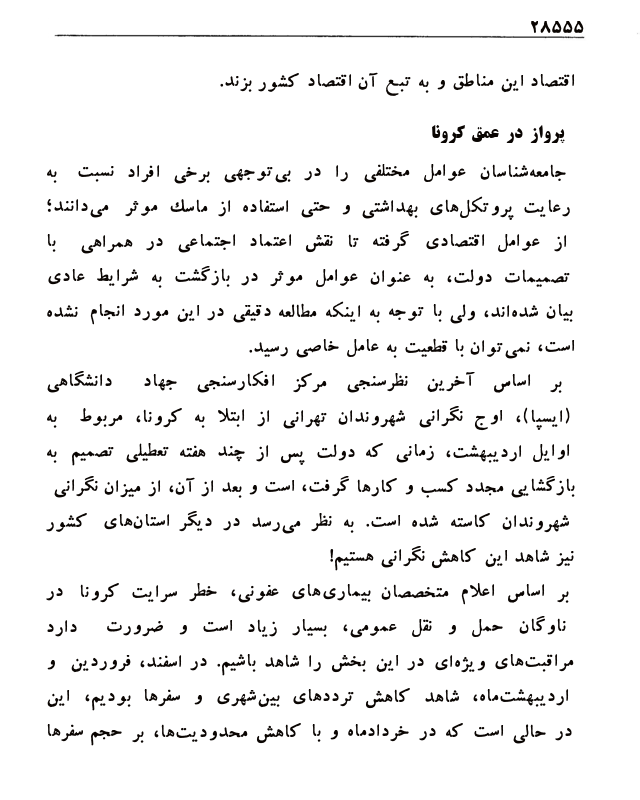 ۲۸۵۵۵
اقتصاد این مناطق و به تبع آن اقتصاد کشور بزند.
پرواز در عمق کرونا
جامعه‌شناسان عوامل مختلفی را در بی‌توجهی برخی افراد نسبت به
رعایت پروتکل‌های بهداشتی و حتی استفاده از ماسك موثر می‌دانند؛
از عوامل اقتصادی گرفته تا نقش اعتماد اجتماعی در همراهی با
تصمیمات دولت، به عنوان عوامل موثر در بازگشت به شرایط عادی
بیان شده‌اند، ولی با توجه به اینکه مطالعه دقیقی در این مورد انجام نشده
است، نمی‌توان با قطعیت به عامل خاصی رسید.
بر اساس آخرین نظرسنجی مرکز افکارسنجی جهاد دانشگاهی
(ایسپا)، اوج نگرانی شهروندان تهرانی از ابتلا به کرونا، مربوط به
اوایل اردیبهشت، زمانی که دولت پس از چند هفته تعطیلی تصمیم به
بازگشایی مجدد کسب و کارها گرفت، است و بعد از آن، از میزان نگرانی
شهروندان کاسته شده است. به نظر می‌رسد در دیگر استان‌های کشور
نیز شاهد این کاهش نگرانی هستیم!
بر اساس اعلام متخصصان بیماری‌های عفونی، خطر سرایت کرونا در
ناوگان حمل و نقل عمومی، بسیار زیاد است و ضرورت دارد
مراقبت‌های ویژه‌ای در این بخش را شاهد باشیم. در اسفند، فروردین و
اردیبهشت‌ماه، شاهد کاهش ترددهای بین‌شهری و سفرها بودیم، این
در حالی است که در خردادماه و با کاهش محدودیت‌ها، بر حجم سفرها